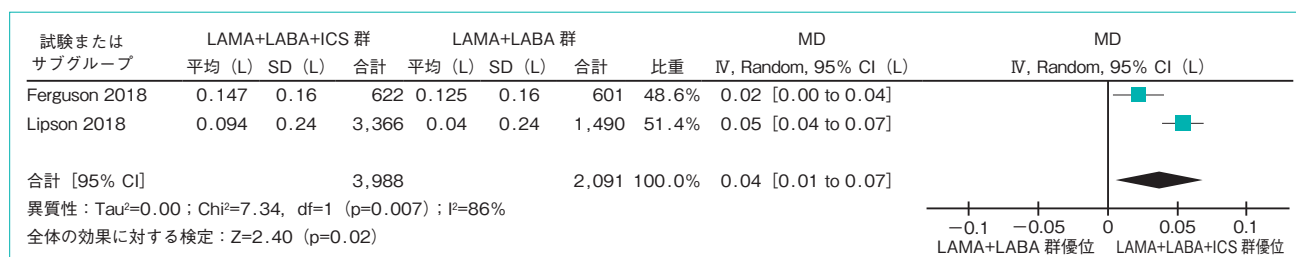 試験または LAMA+LABA+ICS 群 LAMA+LABA 群 MD MD
サブグループ 平均（L） SD（L） 合計 平均（L） SD（L） 合計 比重 Ⅳ, Random, 95% CI（L） Ⅳ, Random, 95% CI（L）
Ferguson 2018 0.147 0.16 622 0.125 0.16 601 48.6% 0.02［0.00 to 0.04］
Lipson 2018 0.094 0.24 3,366 0.04 0.24 1,490 51.4% 0.05［0.04 to 0.07］
合計［95% CI］ 3,988 2,091 100.0% 0.04［0.01 to 0.07］
異質性：Tau²=0.00；Chi²=7.34，df=1（p=0.007）；I²=86%
全体の効果に対する検定：Z=2.40（p=0.02）
−0.1 −0.05 0 0.05 0.1
LAMA+LABA 群優位 LAMA+LABA+ICS 群優位